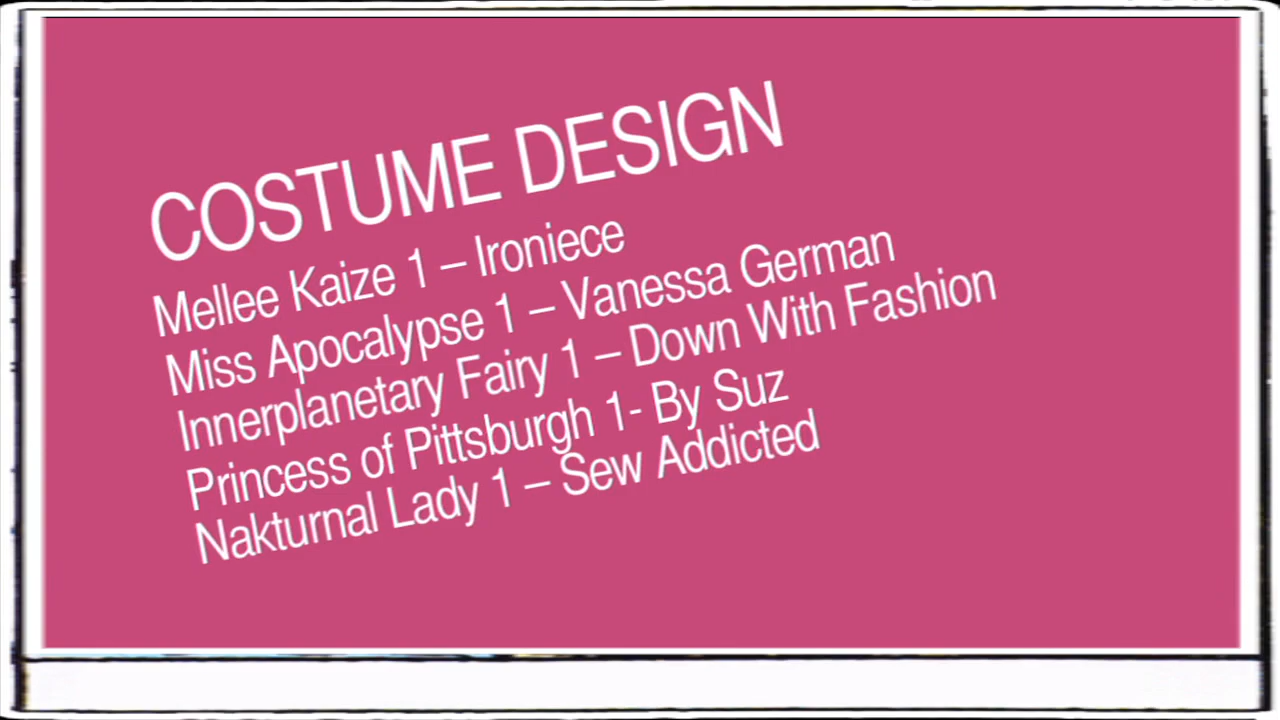 COSTUME DESIGN
Mellee Kaize 1 – Ironiece
Miss Apocalypse 1 – Vanessa German
Innerplanetary Fairy 1 – Down With Fashion
Princess of Pittsburgh 1- By Suz
Nakturnal Lady 1 – Sew Addicted